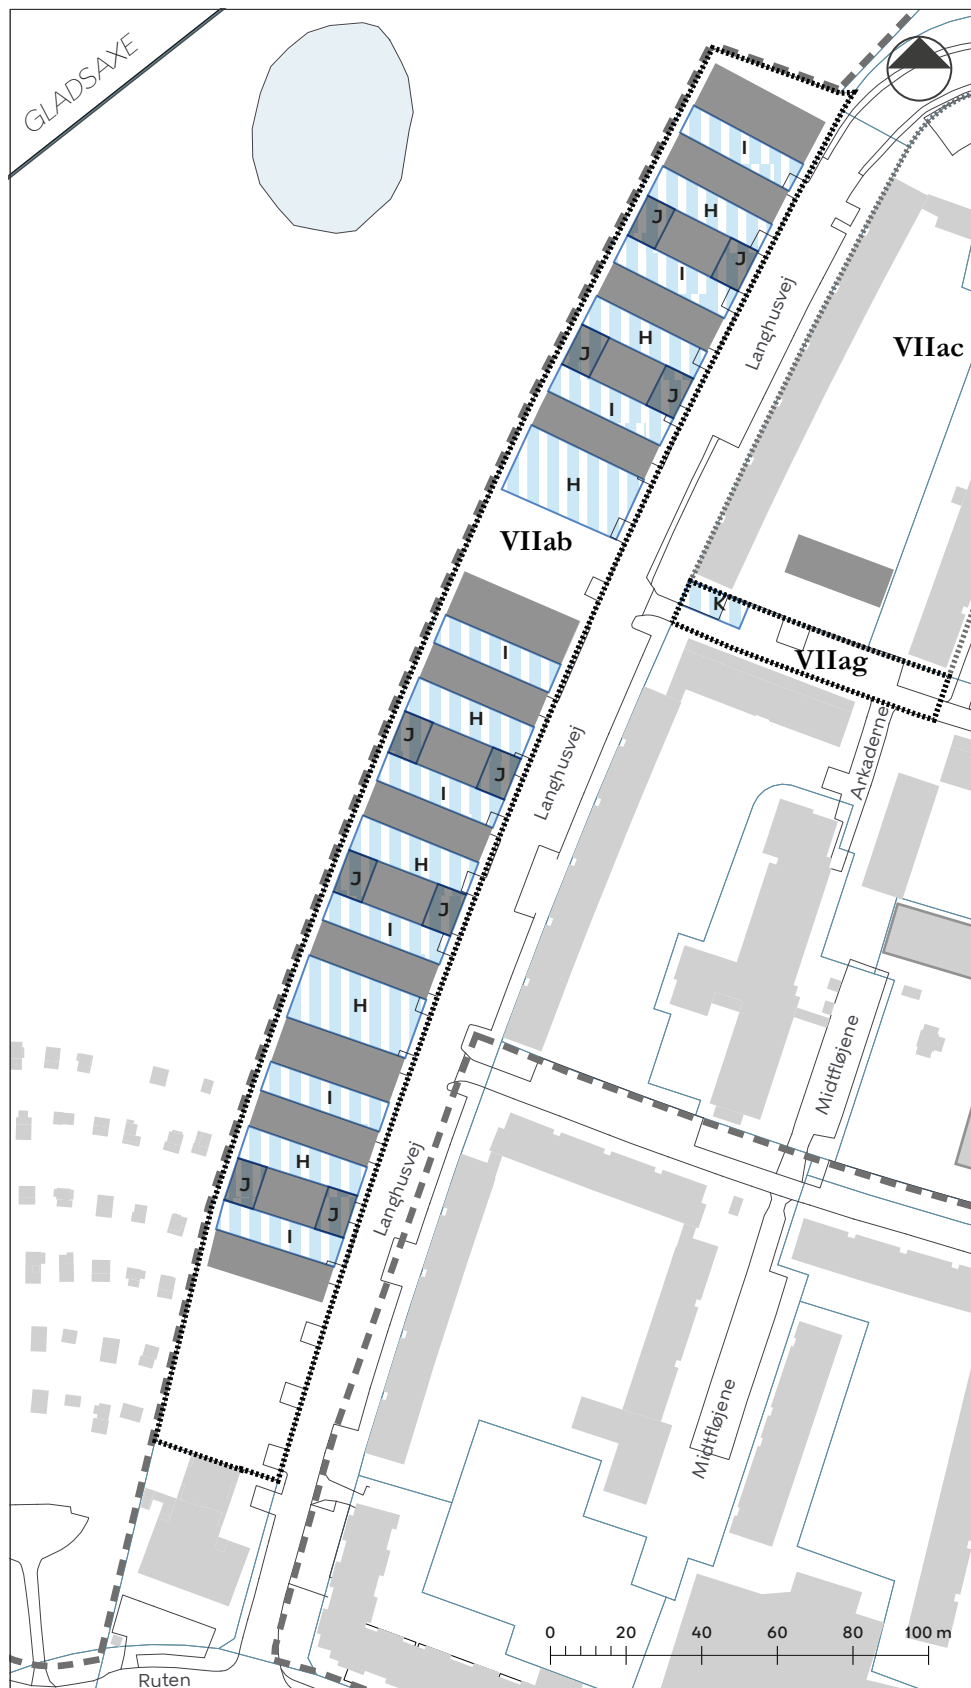 GLADSAXE
I
H
J
J
I
Langhusvej
H
VIIac
J
J
I
H
VIIab
K
I
VIIag
H
J
Arkaderne
J
Langhusvej
I
H
J
J
I
H
Midtfløjene
I
H
Langhusvej
J
J
I
Midtfløjene
0 20 40 60 80 100 m
Ruten